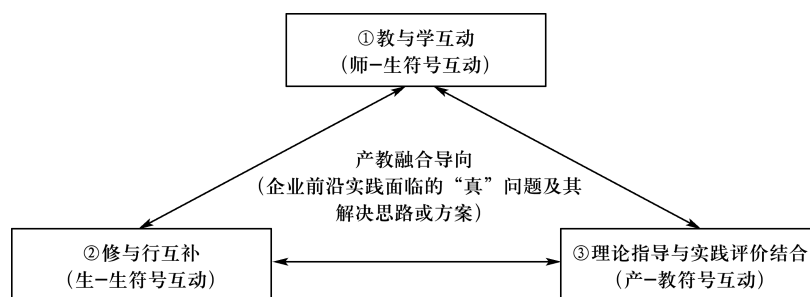 ①教与学互动
（师—生符号互动）
产教融合导向
（企业前沿实践面临的“真”问题及其
解决思路或方案）
②修与行互补
（生—生符号互动）
③理论指导与实践评价结合
（产—教符号互动）